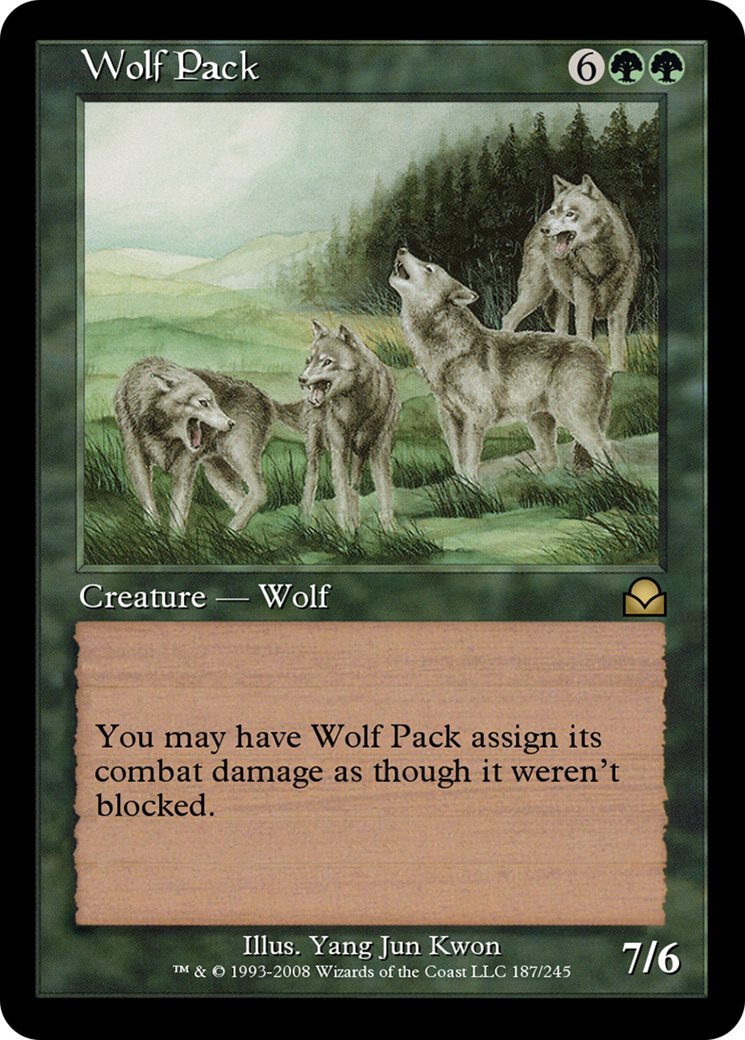 Wolf Pack 6
Creature — Wolf
You may have Wolf Pack assign its
combat damage as though it weren't
blocked.
Illus. Yang Jun Kwon
™ & © 1993-2008 Wizards of the Coast LLC 187/245
7/6